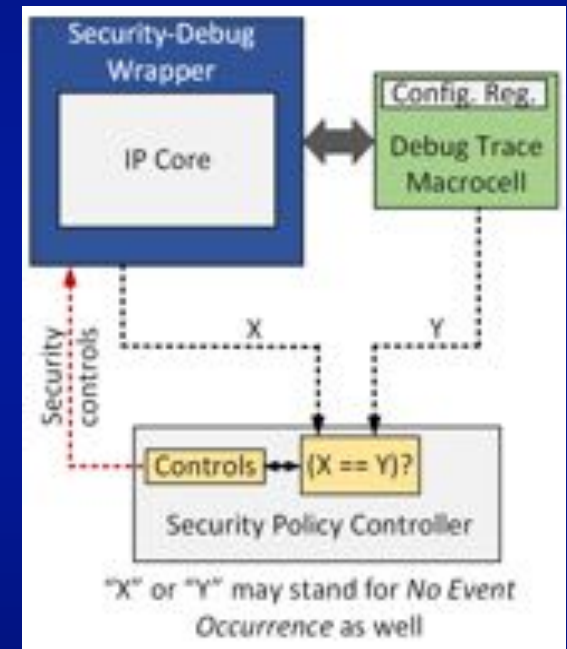 Security-Debug
Wrapper
IP Core
Config. Reg.
Debug Trace
Macrocell
X
Y
Security
controls
Controls
(X == Y)?
Security Policy Controller
"X" or "Y" may stand for No Event
Occurrence as well